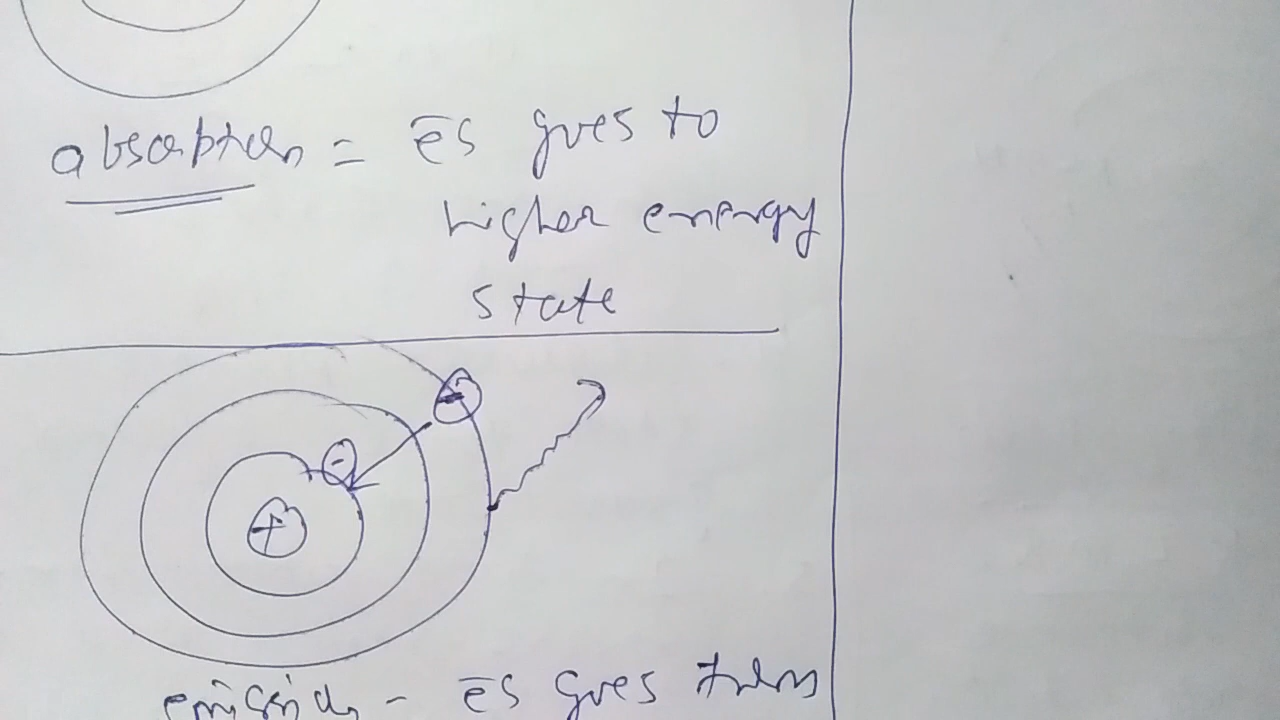 absorption = ēs goes to
higher energy
state
-
-
+
emission - ēs goes from